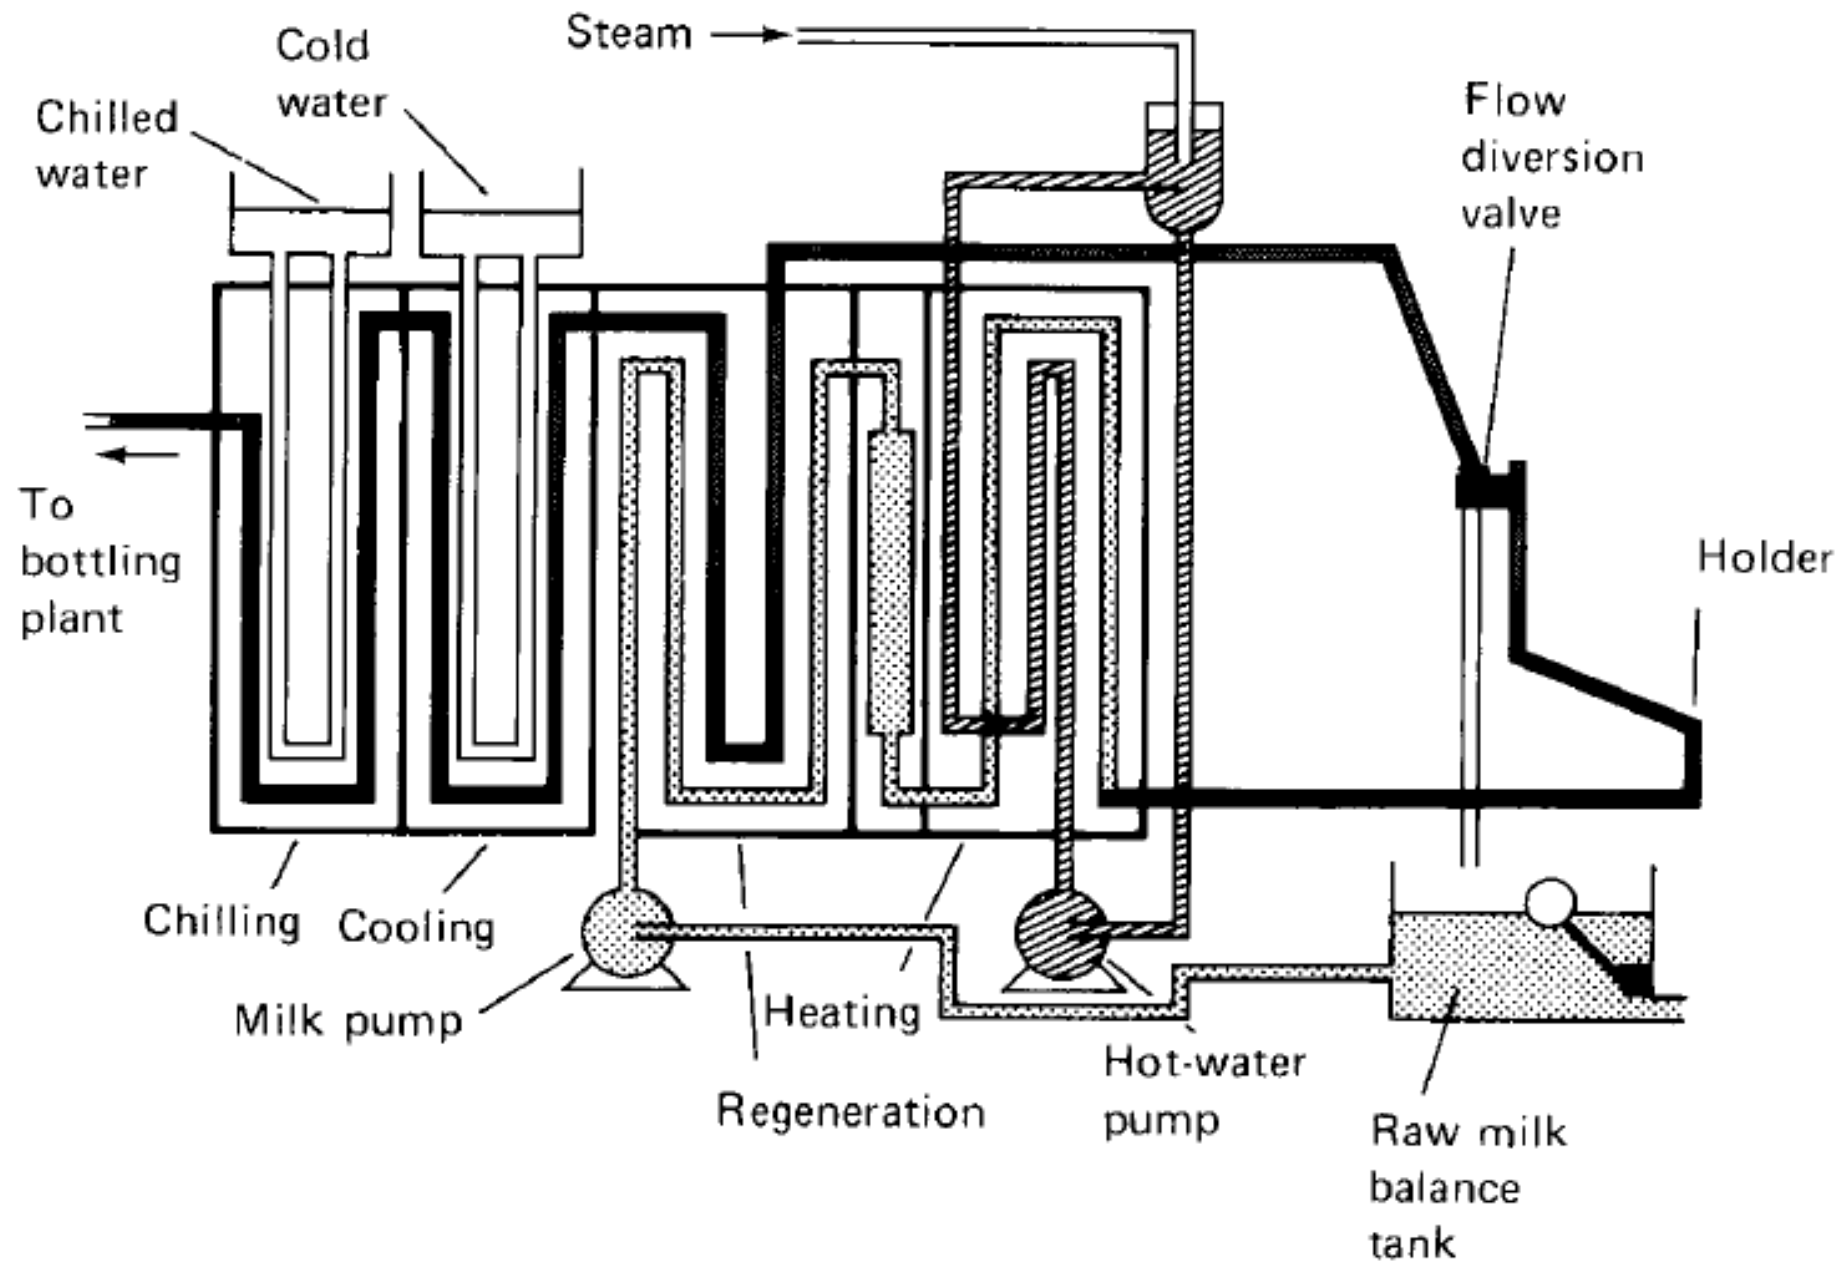 Steam
Cold
water
Chilled
water
Flow
diversion
valve
To
bottling
plant
Holder
Chilling
Cooling
Milk pump
Heating
Regeneration
Hot-water
pump
Raw milk
balance
tank